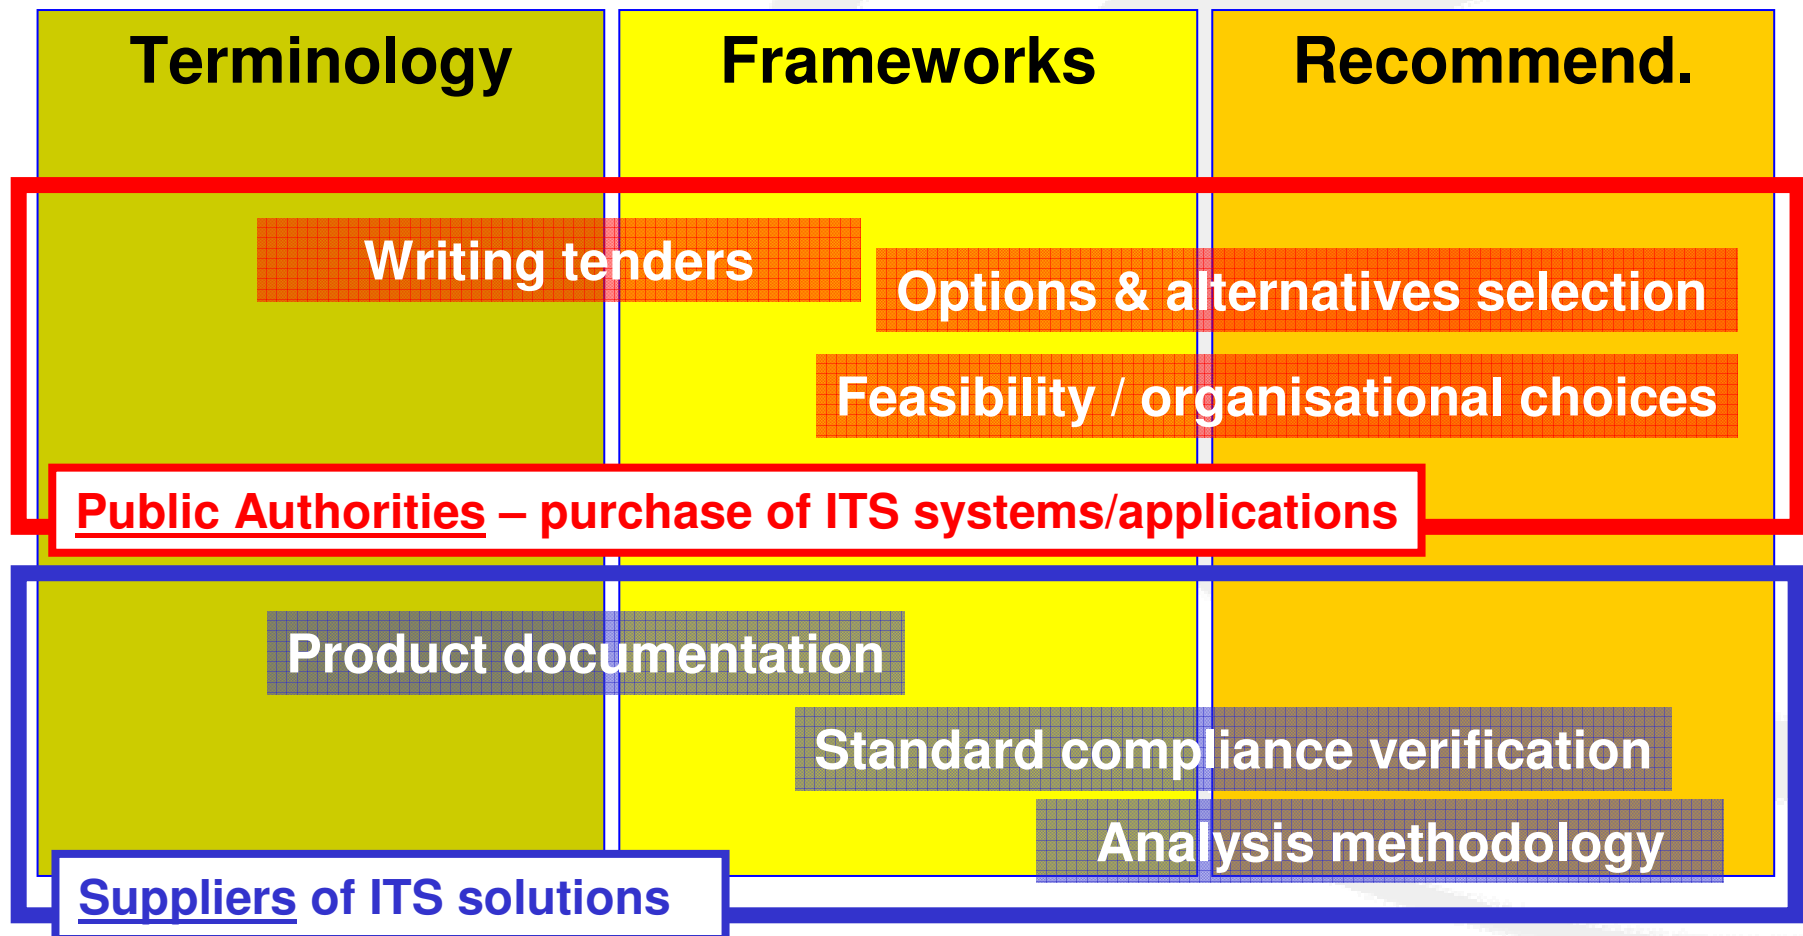 Terminology
Frameworks
Recommend.
Writing tenders
Options & alternatives selection
Feasibility / organisational choices
Public Authorities – purchase of ITS systems/applications
Product documentation
Standard compliance verification
Analysis methodology
Suppliers of ITS solutions